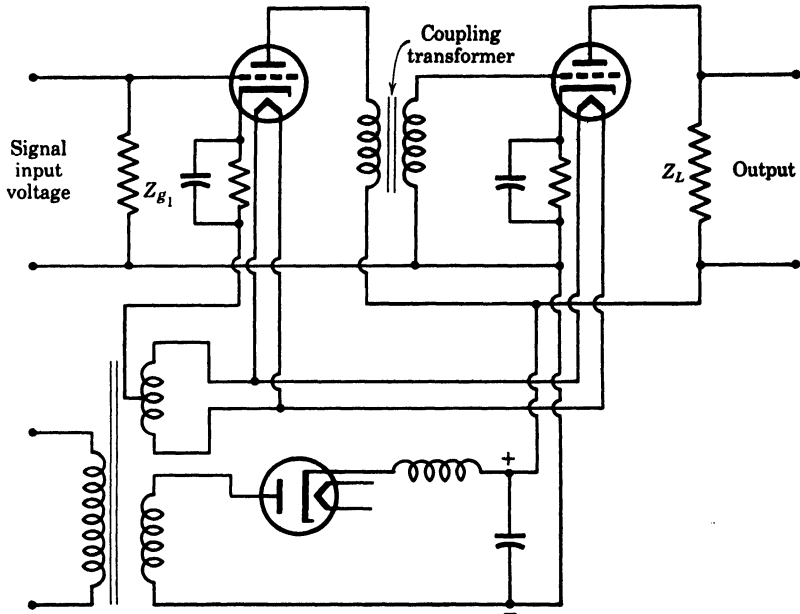 Coupling
transformer
Signal
input
voltage
Z_{g_1}
Z_L
Output
+
−